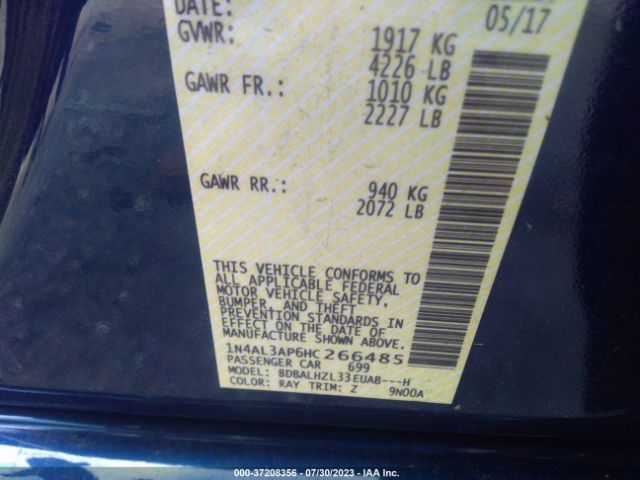 DATE: 05/17
GVWR: 1917 KG
4226 LB
GAWR FR.: 1010 KG
2227 LB
GAWR RR.: 940 KG
2072 LB
THIS VEHICLE CONFORMS TO
ALL APPLICABLE FEDERAL
MOTOR VEHICLE SAFETY,
BUMPER, AND THEFT
PREVENTION STANDARDS IN
EFFECT ON THE DATE OF
MANUFACTURE SHOWN ABOVE.
1N4AL3AP6HC266485
PASSENGER CAR 699
MODEL: BDBALHZL33EUAB---H
COLOR: RAY TRIM: Z 9N00A
000-37208356 | 07/30/2023 | IAA Inc.